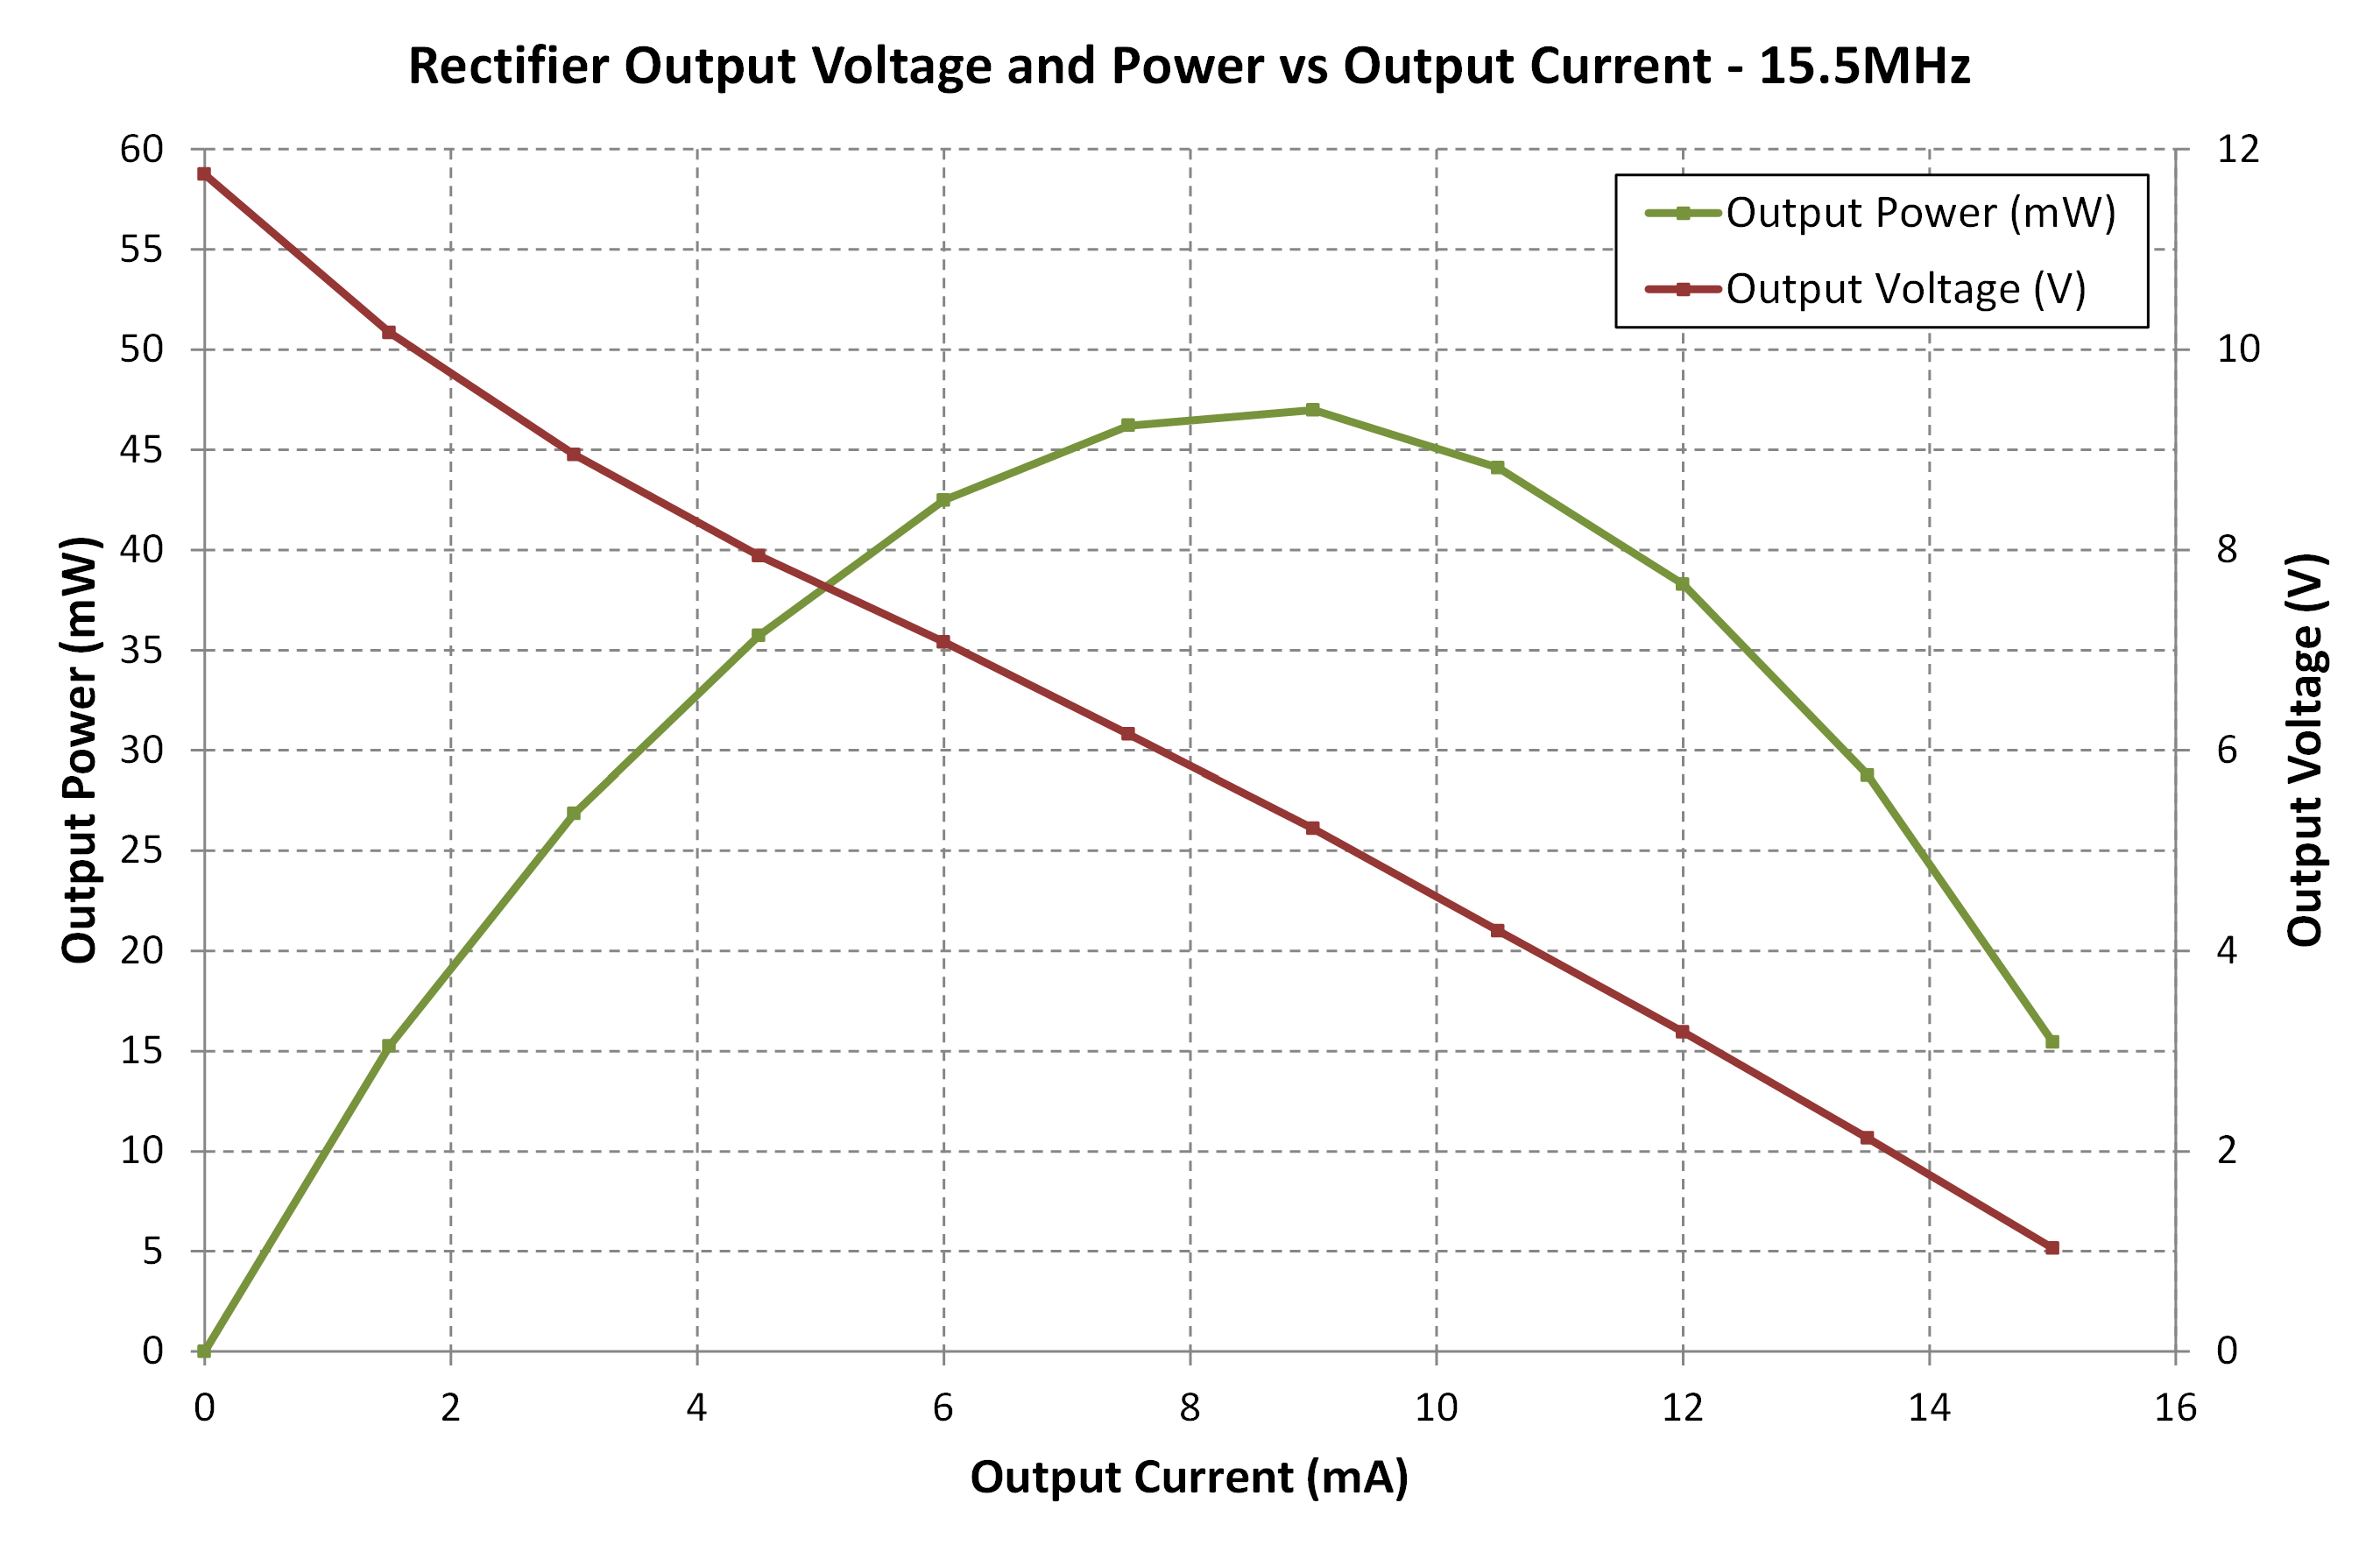 Rectifier Output Voltage and Power vs Output Current - 15.5MHz
Output Power (mW)
Output Voltage (V)
60
55
50
45
40
35
30
25
20
15
10
5
0
Output Power (mW)
12
10
8
6
4
2
0
Output Voltage (V)
0 2 4 6 8 10 12 14 16
Output Current (mA)